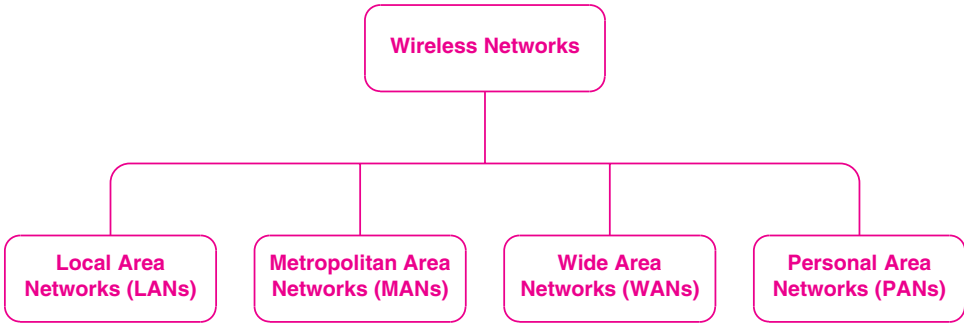 Wireless Networks
Local Area
Networks (LANs)
Metropolitan Area
Networks (MANs)
Wide Area
Networks (WANs)
Personal Area
Networks (PANs)